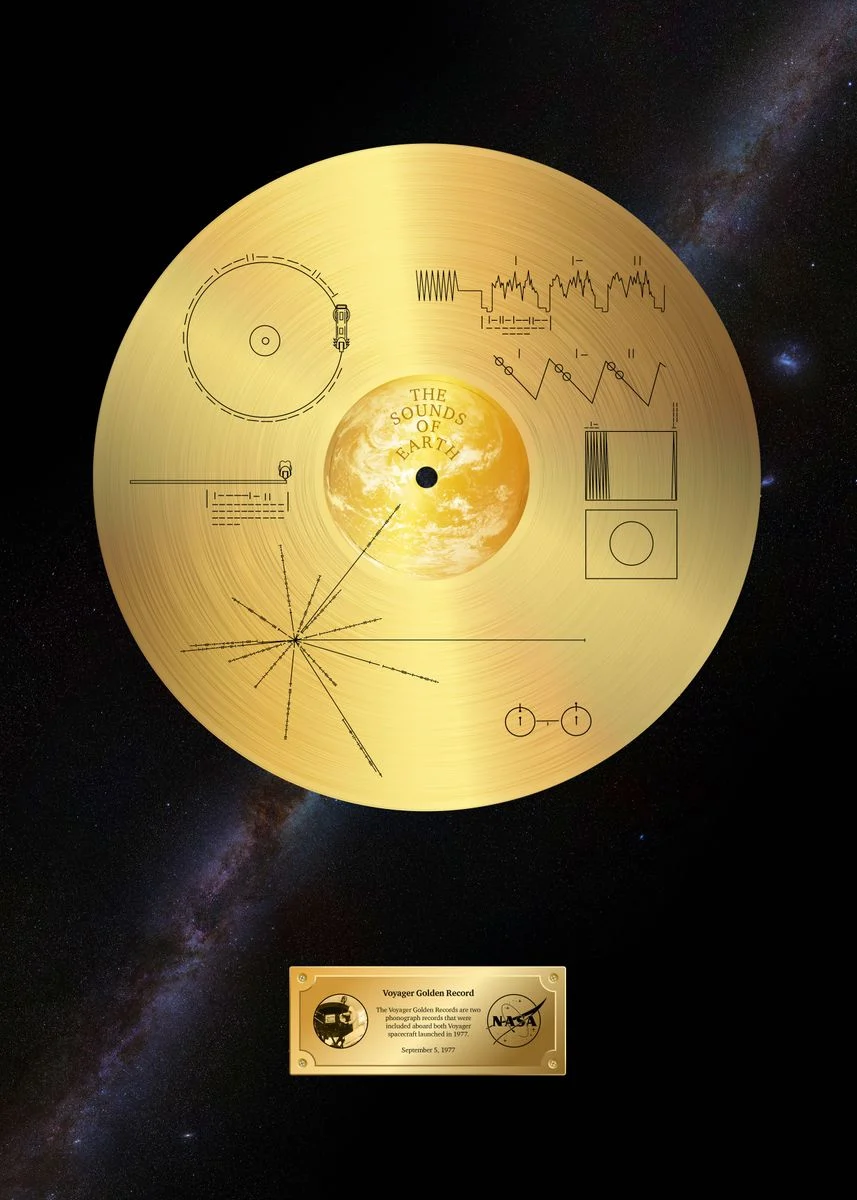 THE
SOUNDS
OF
EARTH
Voyager Golden Record
The Voyager Golden Records are two
phonograph records that were
included aboard both Voyager
spacecraft launched in 1977.
September 5, 1977
NASA